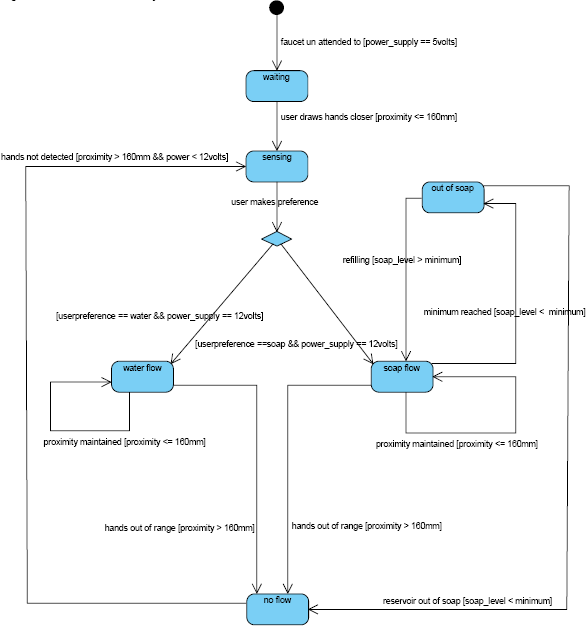 faucet un attended to [power_supply == 5volts]
waiting
user draws hands closer [proximity <= 160mm]
hands not detected [proximity > 160mm && power < 12volts]
sensing
out of soap
user makes preference
refilling [soap_level > minimum]
minimum reached [soap_level < minimum]
[userpreference == water && power_supply == 12volts]
[userpreference ==soap && power_supply == 12volts]
water flow
soap flow
proximity maintained [proximity <= 160mm]
proximity maintained [proximity <= 160mm]
hands out of range [proximity > 160mm]
hands out of range [proximity > 160mm]
no flow
reservoir out of soap [soap_level < minimum]